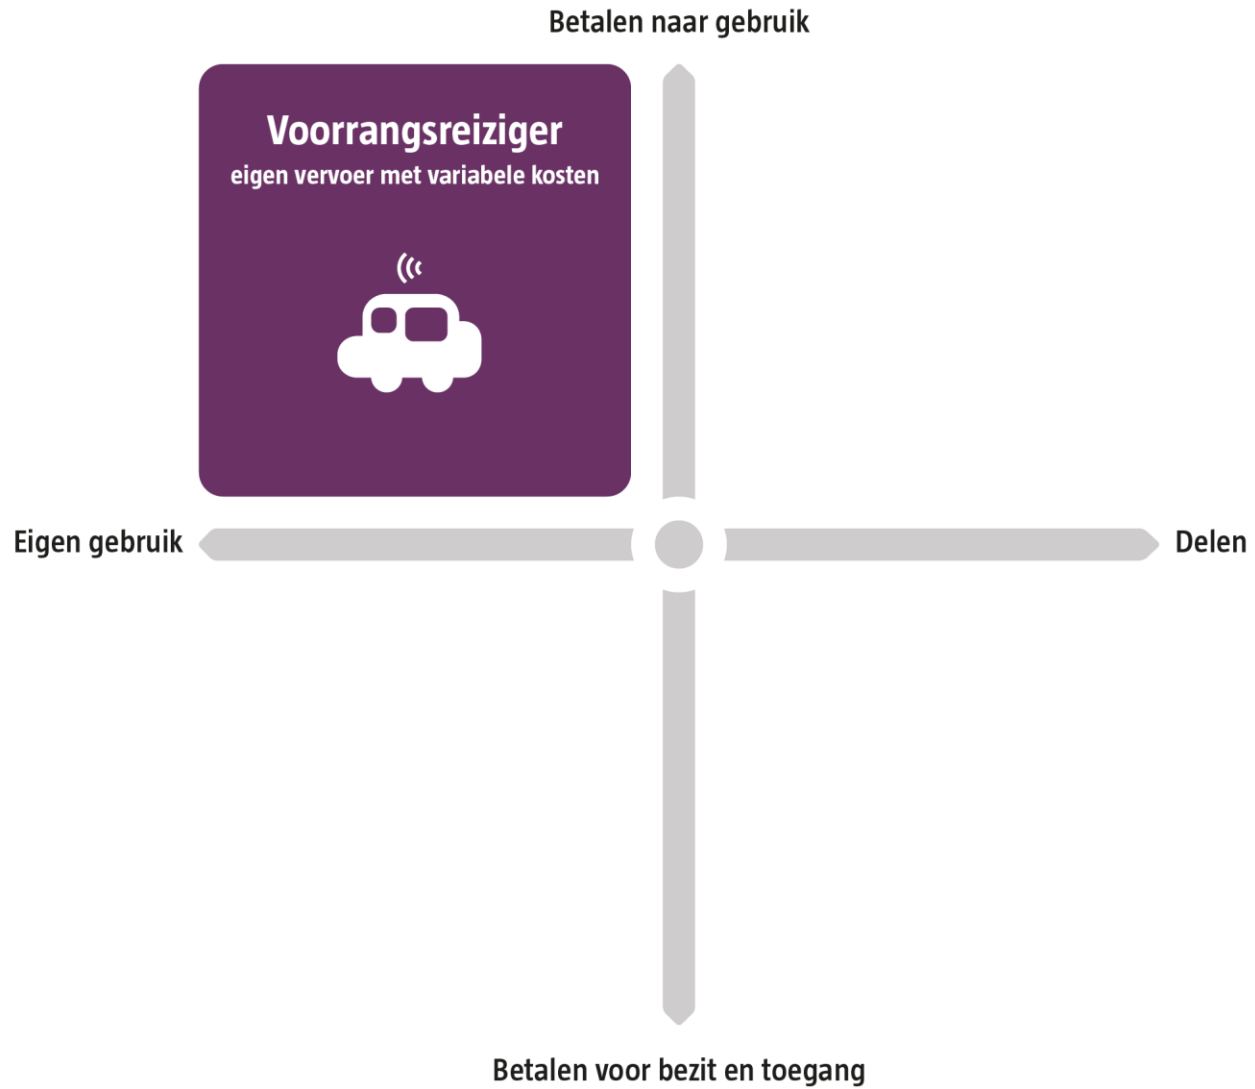 Betalen naar gebruik
Voorrangsreiziger
eigen vervoer met variabele kosten
Eigen gebruik
Delen
Betalen voor bezit en toegang